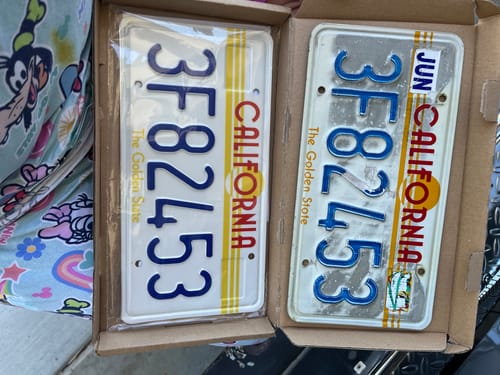 CALIFORNIA
3F82453
The Golden State
JUN
CALIFORNIA
3F82453
The Golden State